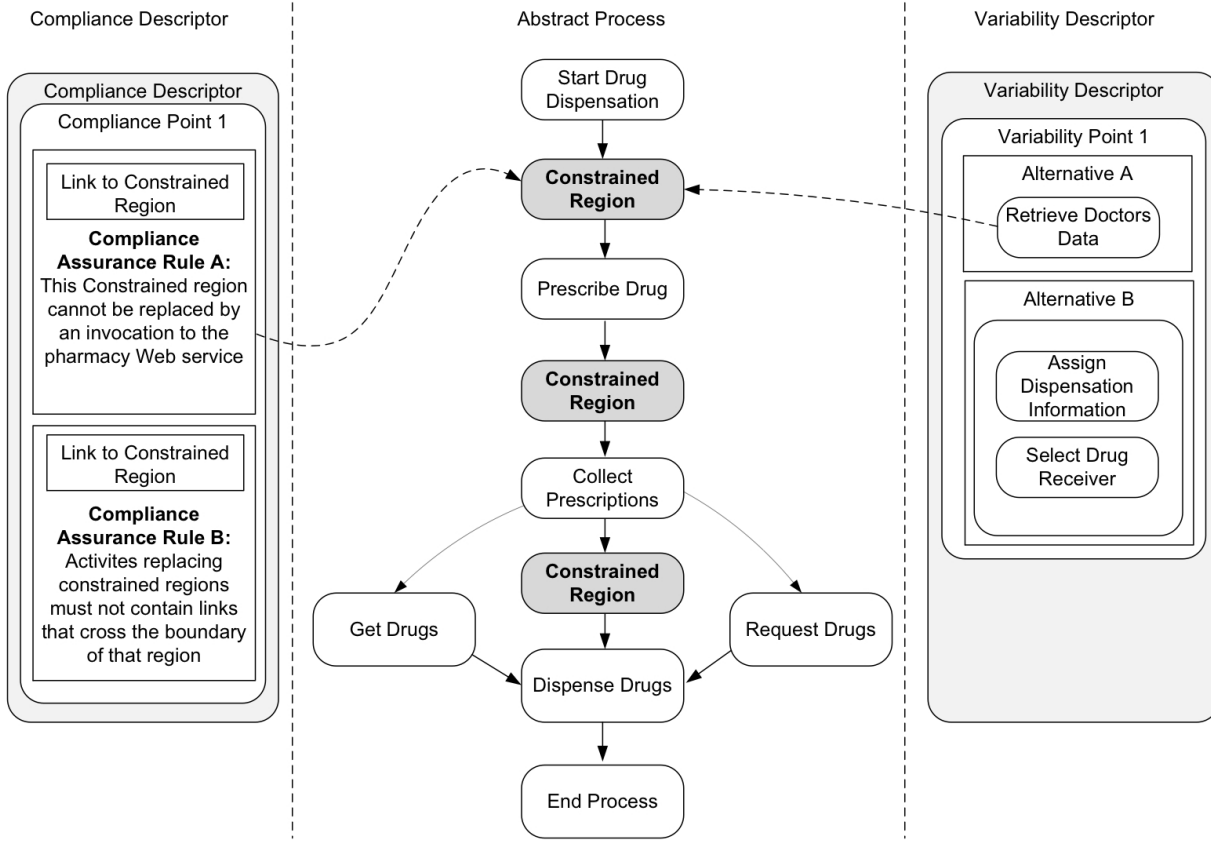 Compliance Descriptor
Abstract Process
Variability Descriptor
Compliance Descriptor
Compliance Point 1
Link to Constrained
Region
Compliance
Assurance Rule A:
This Constrained region
cannot be replaced by
an invocation to the
pharmacy Web service
Link to Constrained
Region
Compliance
Assurance Rule B:
Activites replacing
constrained regions
must not contain links
that cross the boundary
of that region
Start Drug
Dispensation
Constrained
Region
Prescribe Drug
Constrained
Region
Collect
Prescriptions
Constrained
Region
Get Drugs
Request Drugs
Dispense Drugs
End Process
Variability Descriptor
Variability Point 1
Alternative A
Retrieve Doctors
Data
Alternative B
Assign
Dispensation
Information
Select Drug
Receiver